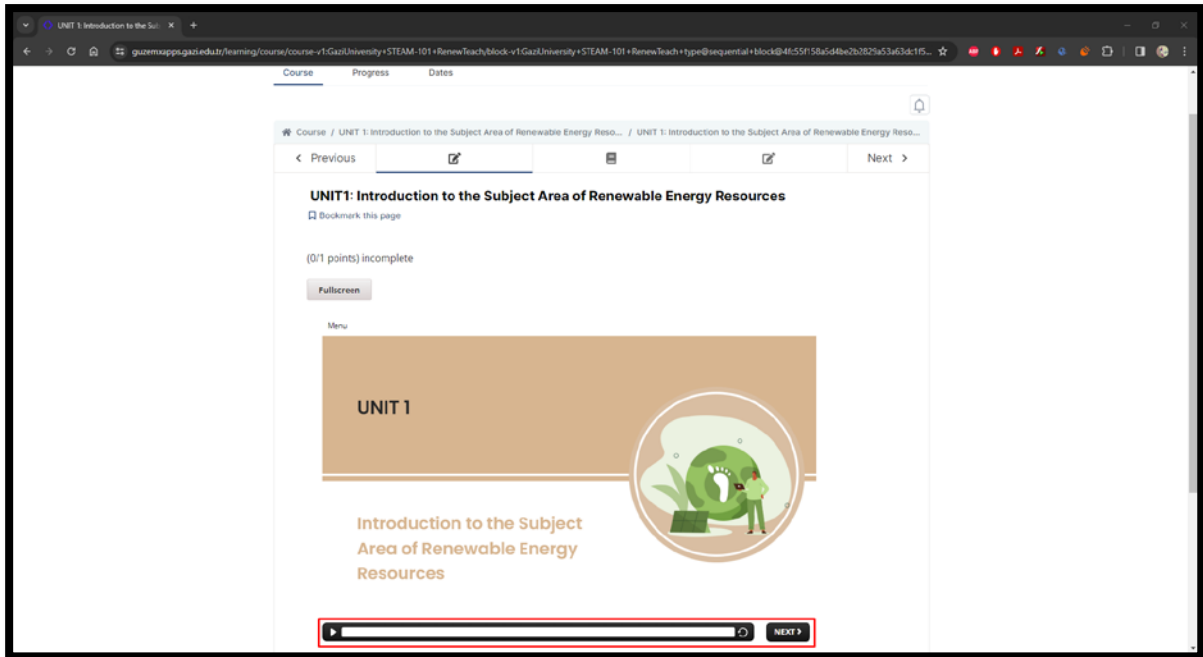 UNIT 1: Introduction to the Sub
guzemxapps.gazi.edu.tr/learning/course/course-v1:GaziUniversity+STEAM-101+RenewTeach/block-v1:GaziUniversity+STEAM-101+RenewTeach+type@sequential+block@4fc55f158a5d4be2b2829a53a63dc1f5...
Course Progress Dates
Course / UNIT 1: Introduction to the Subject Area of Renewable Energy Reso... / UNIT 1: Introduction to the Subject Area of Renewable Energy Reso...
Previous Next
UNIT1: Introduction to the Subject Area of Renewable Energy Resources
Bookmark this page
(0/1 points) incomplete
Fullscreen
Menu
UNIT 1
Introduction to the Subject
Area of Renewable Energy
Resources
NEXT